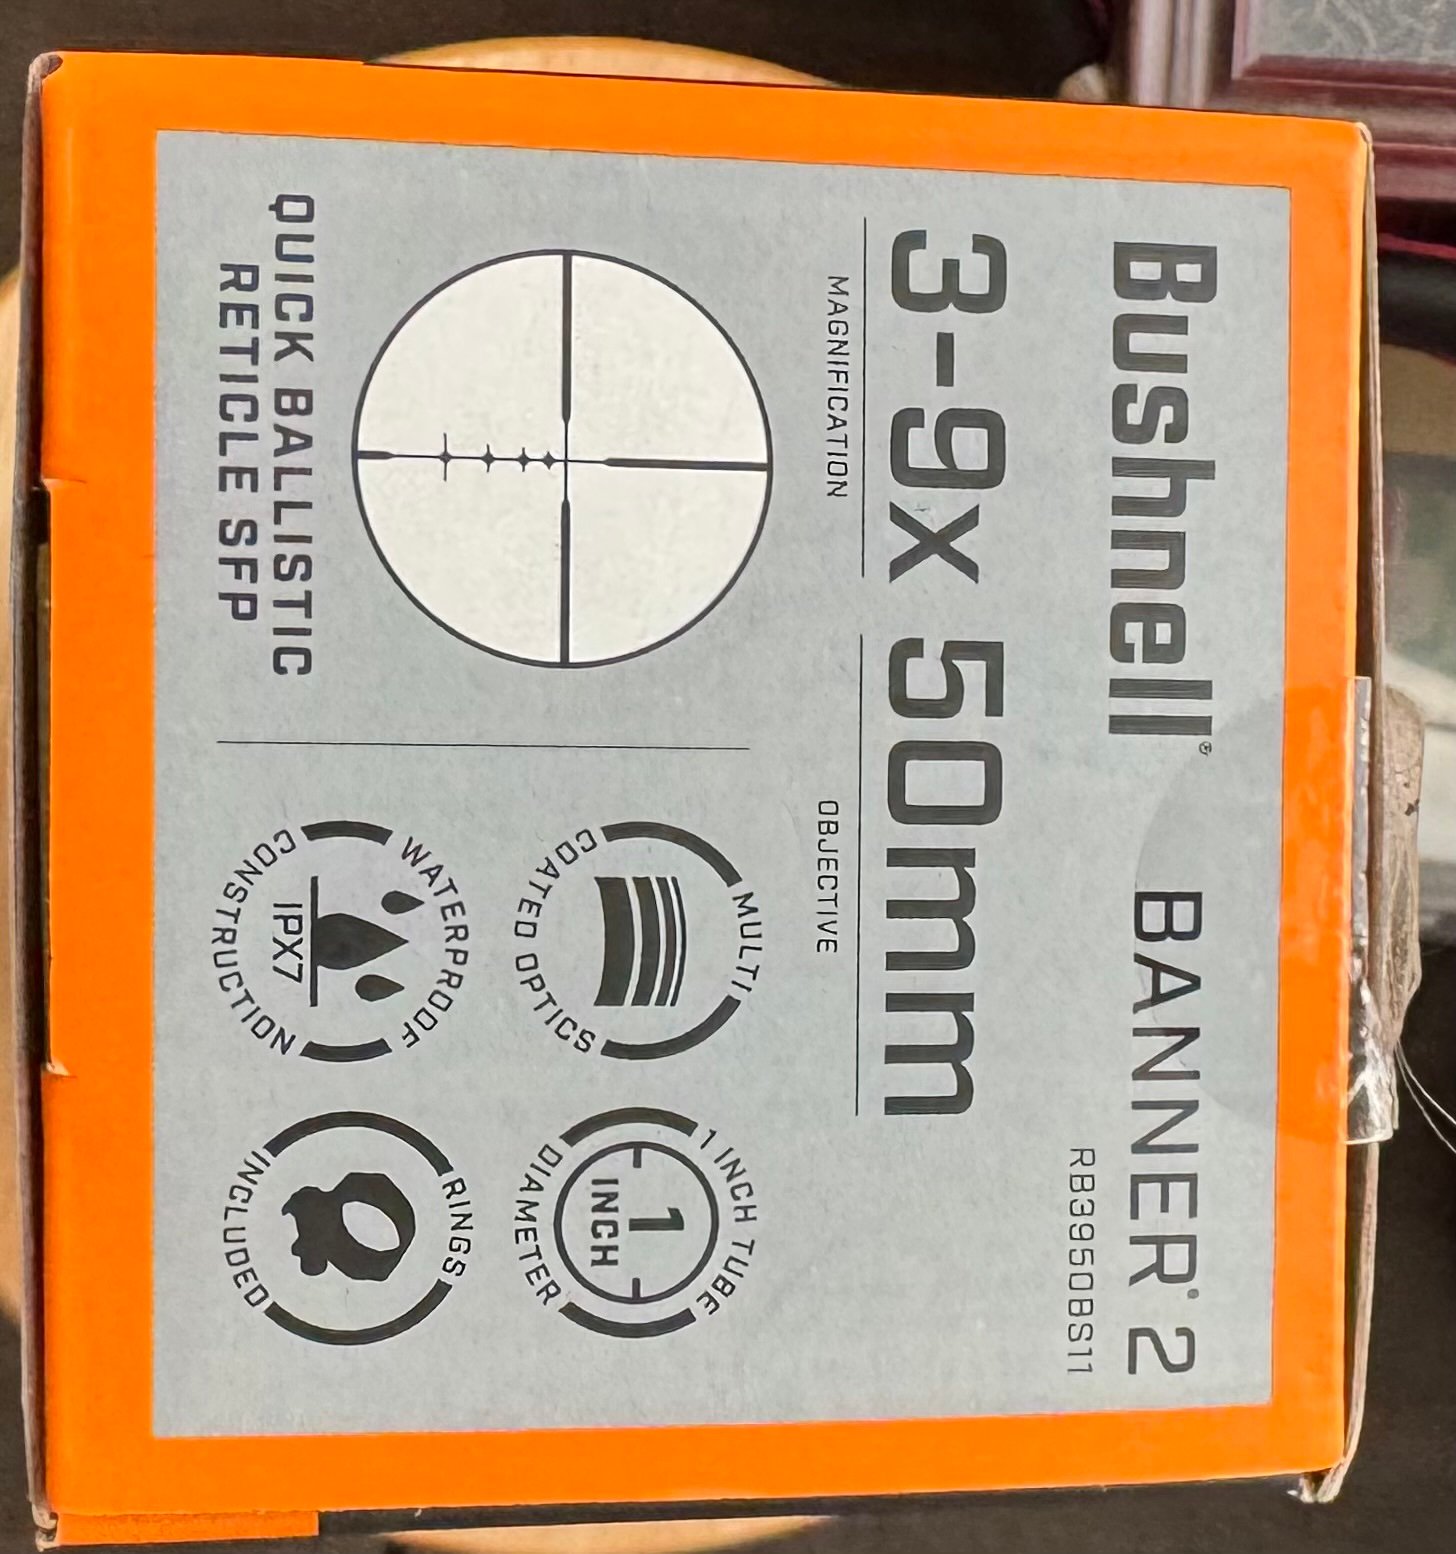 Bushnell® BANNER® 2
RB3950BS11
3-9x 50mm
MAGNIFICATION OBJECTIVE
QUICK BALLISTIC
RETICLE SFP
MULTI
COATED OPTICS
1 INCH TUBE
1
INCH
DIAMETER
WATERPROOF
IPX7
CONSTRUCTION
RINGS
INCLUDED